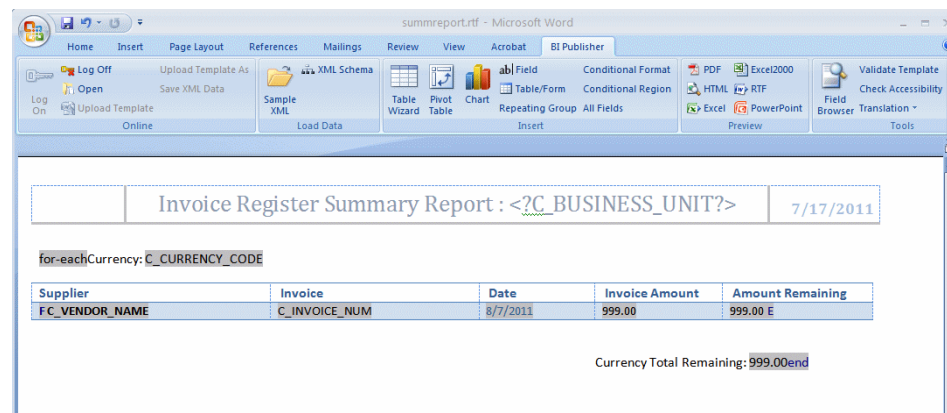 summreport.rtf - Microsoft Word
Home Insert Page Layout References Mailings Review View Acrobat BI Publisher
Log On
Log Off
Open
Upload Template
Upload Template As
Save XML Data
Online
Sample XML
XML Schema
Load Data
Table Wizard
Pivot Table
Chart
Field
Table/Form
Repeating Group
Conditional Format
Conditional Region
All Fields
Insert
PDF
HTML
Excel
Excel2000
RTF
PowerPoint
Preview
Field Browser
Validate Template
Check Accessibility
Translation
Tools
Invoice Register Summary Report : <?C_BUSINESS_UNIT?> 7/17/2011
for-eachCurrency: C_CURRENCY_CODE
Supplier Invoice Date Invoice Amount Amount Remaining
FC_VENDOR_NAME C_INVOICE_NUM 8/7/2011 999.00 999.00 E
Currency Total Remaining: 999.00end